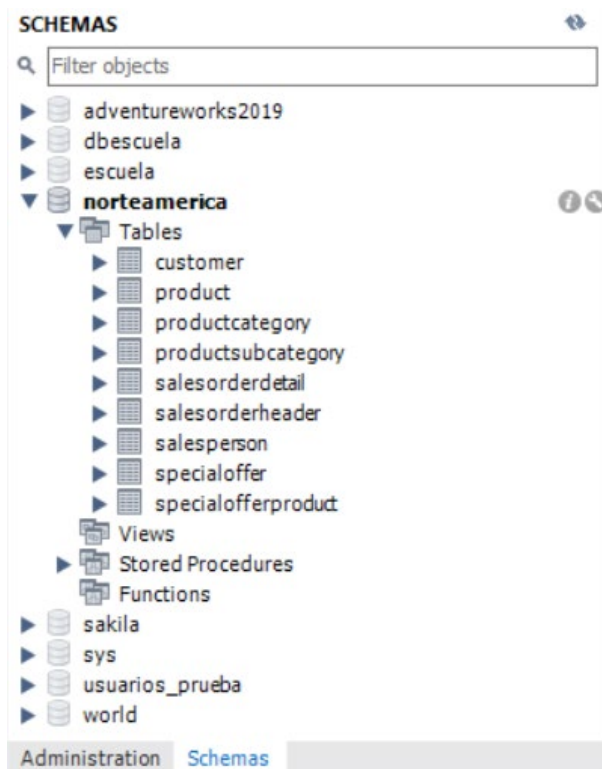 SCHEMAS
Filter objects
adventureworks2019
dbescuela
escuela
norteamerica
Tables
customer
product
productcategory
productsubcategory
salesorderdetail
salesorderheader
salesperson
specialoffer
specialofferproduct
Views
Stored Procedures
Functions
sakila
sys
usuarios_prueba
world
Administration Schemas